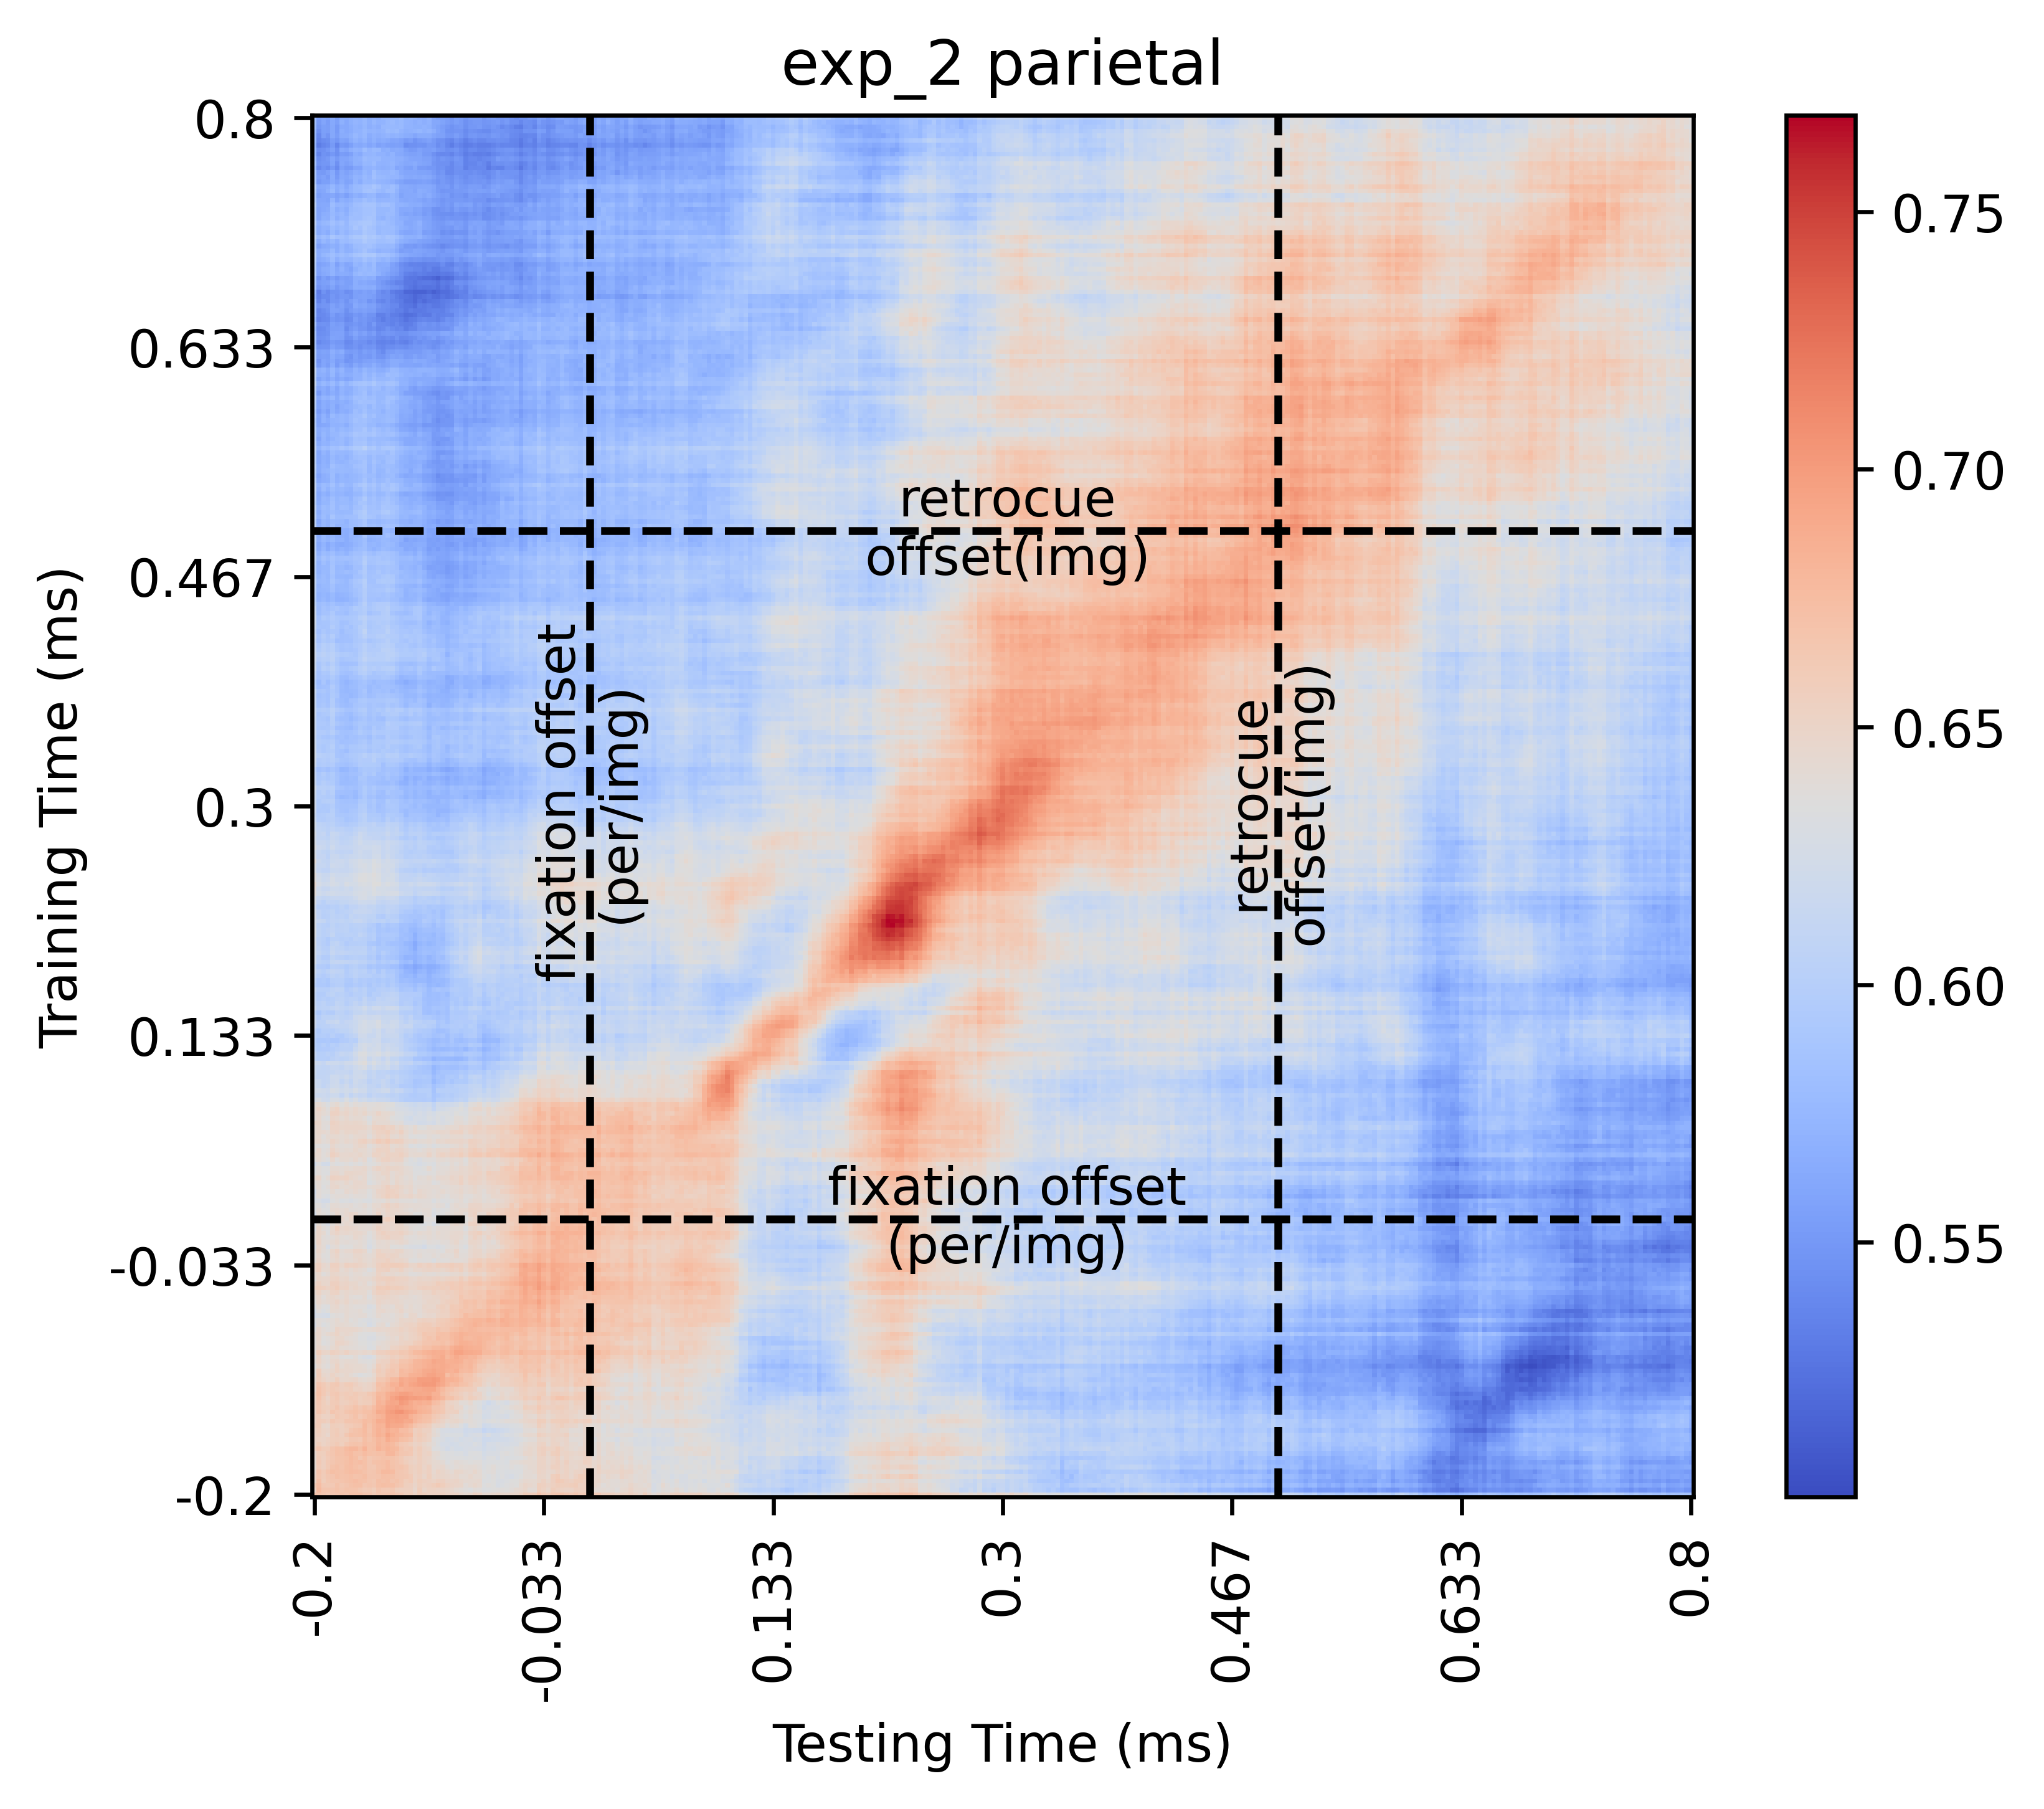 exp_2 parietal
0.8
0.633
0.467
0.3
0.133
-0.033
-0.2
Training Time (ms)
retrocue
offset(img)
fixation offset
(per/img)
retrocue
offset(img)
fixation offset
(per/img)
-0.2
-0.033
0.133
0.3
0.467
0.633
0.8
Testing Time (ms)
0.75
0.70
0.65
0.60
0.55